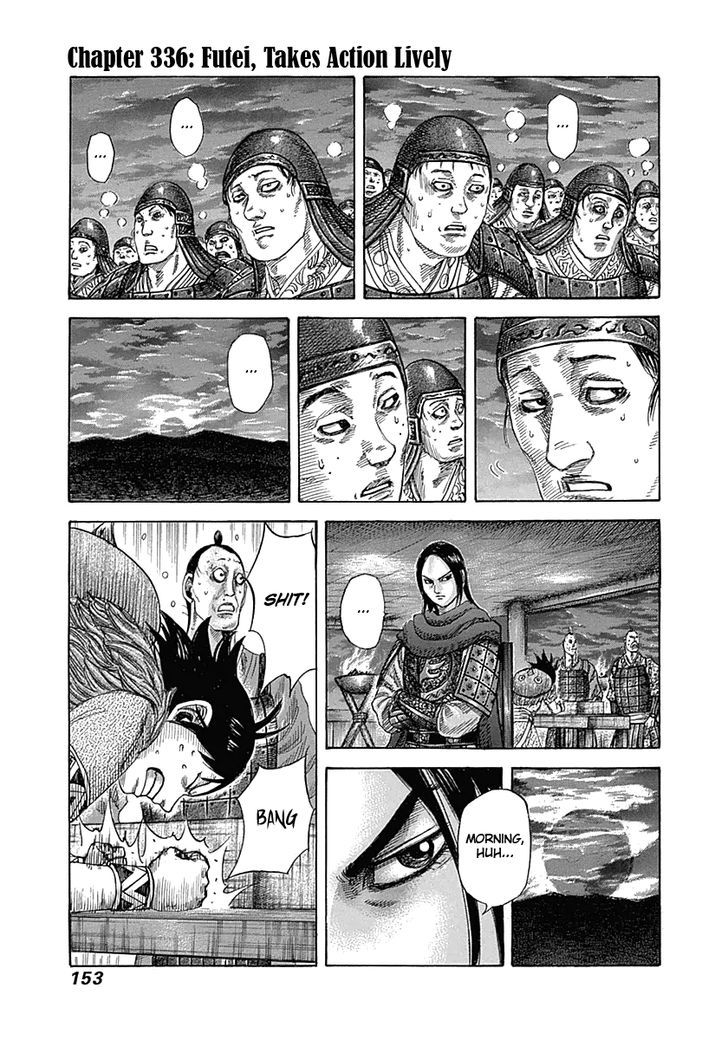 Chapter 336: Futei, Takes Action Lively
...
...
...
...
SHIT!
...
BANG
MORNING,
HUH...
153